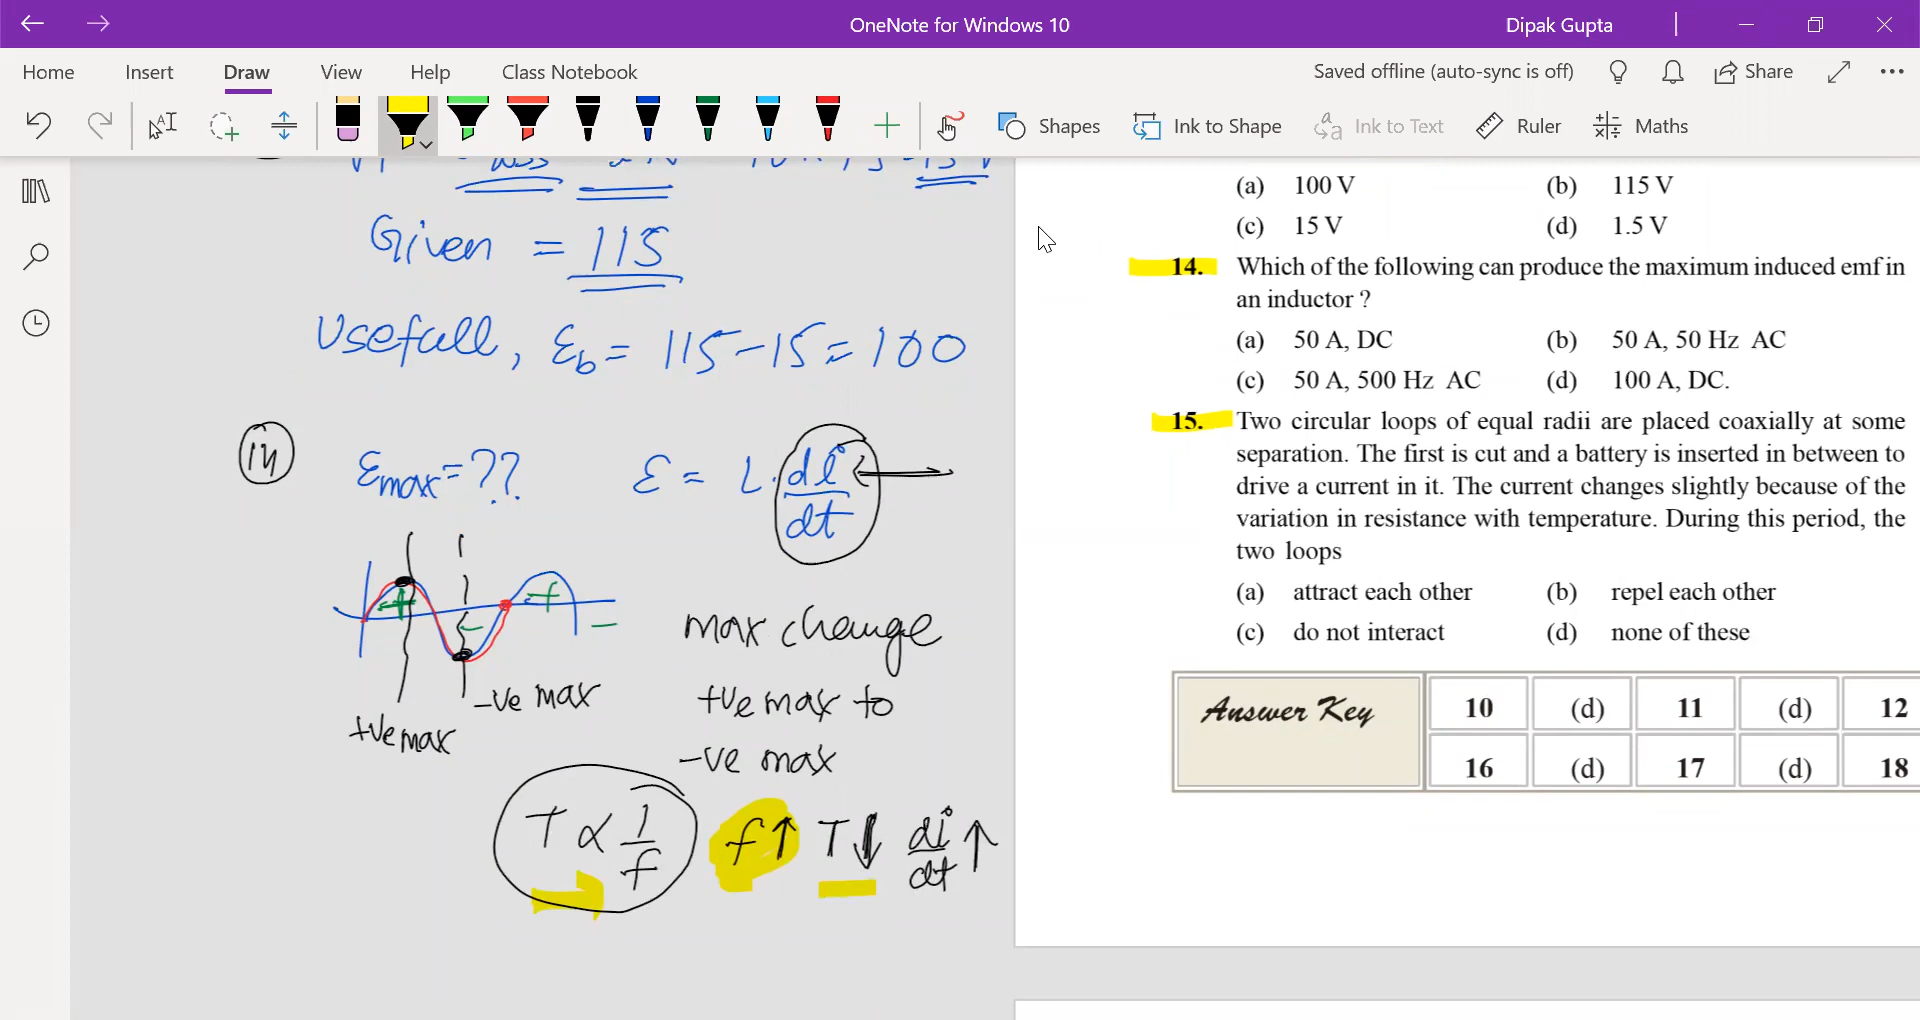 OneNote for Windows 10
Dipak Gupta
Home Insert Draw View Help Class Notebook
Saved offline (auto-sync is off) Share
Shapes Ink to Shape Ink to Text Ruler Maths
Given = 115
Usefull, Ɛb = 115-15 = 100
14
Ɛmax = ?? Ɛ = L. di/dt
+ - + -
-ve max
+ve max
max change
+ve max to
-ve max
T ∝ 1/f f↑ T↓ di/dt ↑
(a) 100 V (b) 115 V
(c) 15 V (d) 1.5 V
14. Which of the following can produce the maximum induced emf in
an inductor ?
(a) 50 A, DC (b) 50 A, 50 Hz AC
(c) 50 A, 500 Hz AC (d) 100 A, DC.
15. Two circular loops of equal radii are placed coaxially at some
separation. The first is cut and a battery is inserted in between to
drive a current in it. The current changes slightly because of the
variation in resistance with temperature. During this period, the
two loops
(a) attract each other (b) repel each other
(c) do not interact (d) none of these
Answer Key 10 (d) 11 (d) 12
16 (d) 17 (d) 18